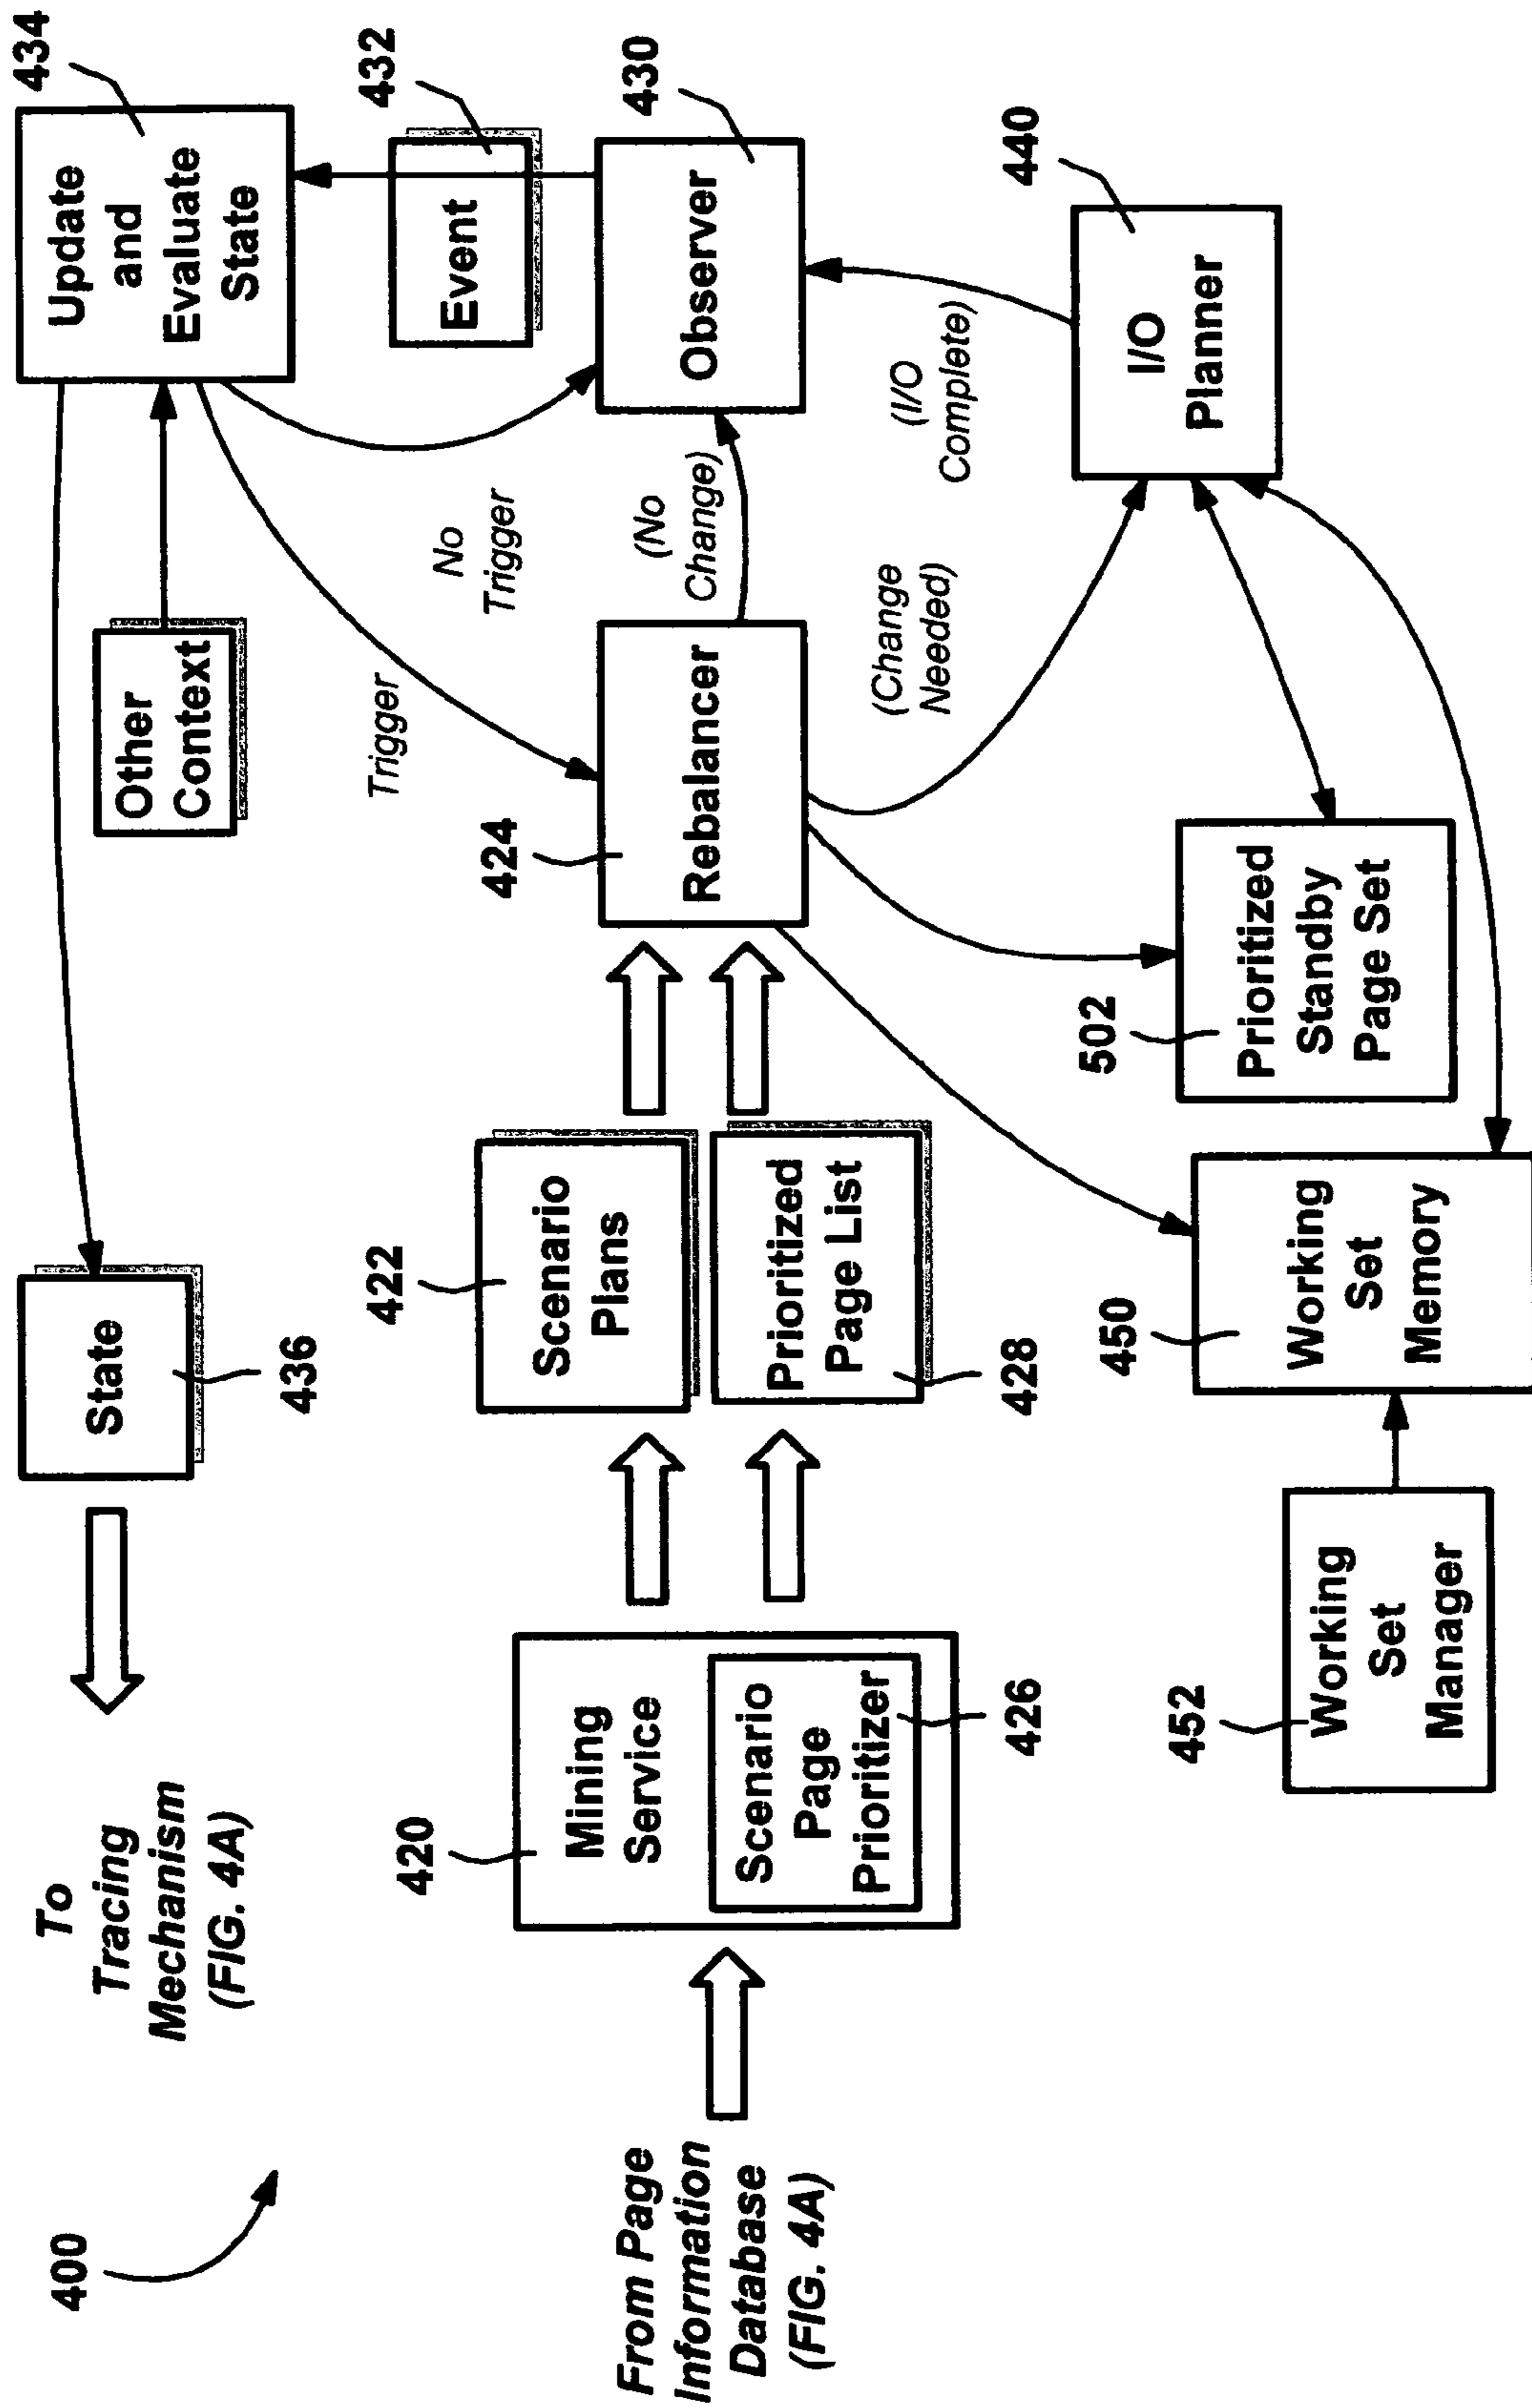 400
To
Tracing
Mechanism
(FIG. 4A)
State
436
Other
Context
Update
and
Evaluate
State
434
Event
432
Trigger
No
Trigger
From Page
Information
Database
(FIG. 4A)
420
Mining
Service
Scenario
Page
Prioritizer
426
422
Scenario
Plans
Prioritized
Page List
428
424
Rebalancer
(No
Change)
Observer
430
(Change
Needed)
(I/O
Complete)
I/O
Planner
440
502
Prioritized
Standby
Page Set
450
Working
Set
Memory
452
Working
Set
Manager